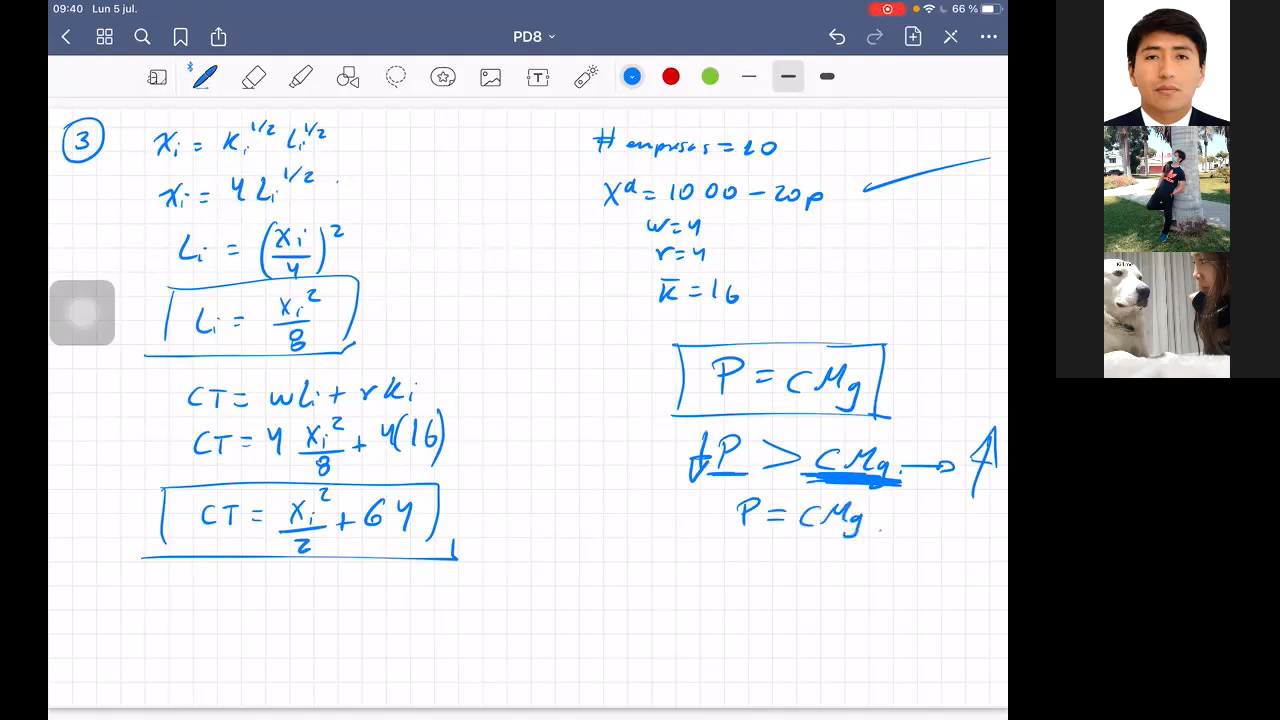 09:40 Lun 5 jul. 66 %
PD8
3
xi = Ki^1/2 Li^1/2
xi = 4 Li^1/2
Li = (xi/4)^2
Li = xi^2/8
CT = wLi + rKi
CT = 4 xi^2/8 + 4(16)
CT = xi^2/2 + 64
# empresas = 20
X^d = 1000 - 20p
w=4
r=4
K̅ = 16
P = CMg
↓P > CMg → ↑
P = CMg
Kill me